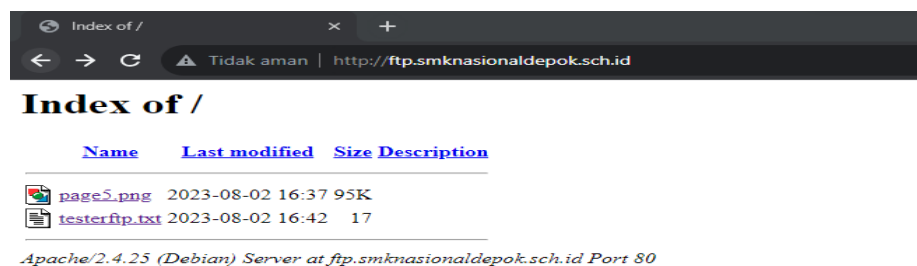 Index of /
Tidak aman | http://ftp.smknasionaldepok.sch.id
Index of /
Name Last modified Size Description
page5.png 2023-08-02 16:37 95K
testerftp.txt 2023-08-02 16:42 17
Apache/2.4.25 (Debian) Server at ftp.smknasionaldepok.sch.id Port 80